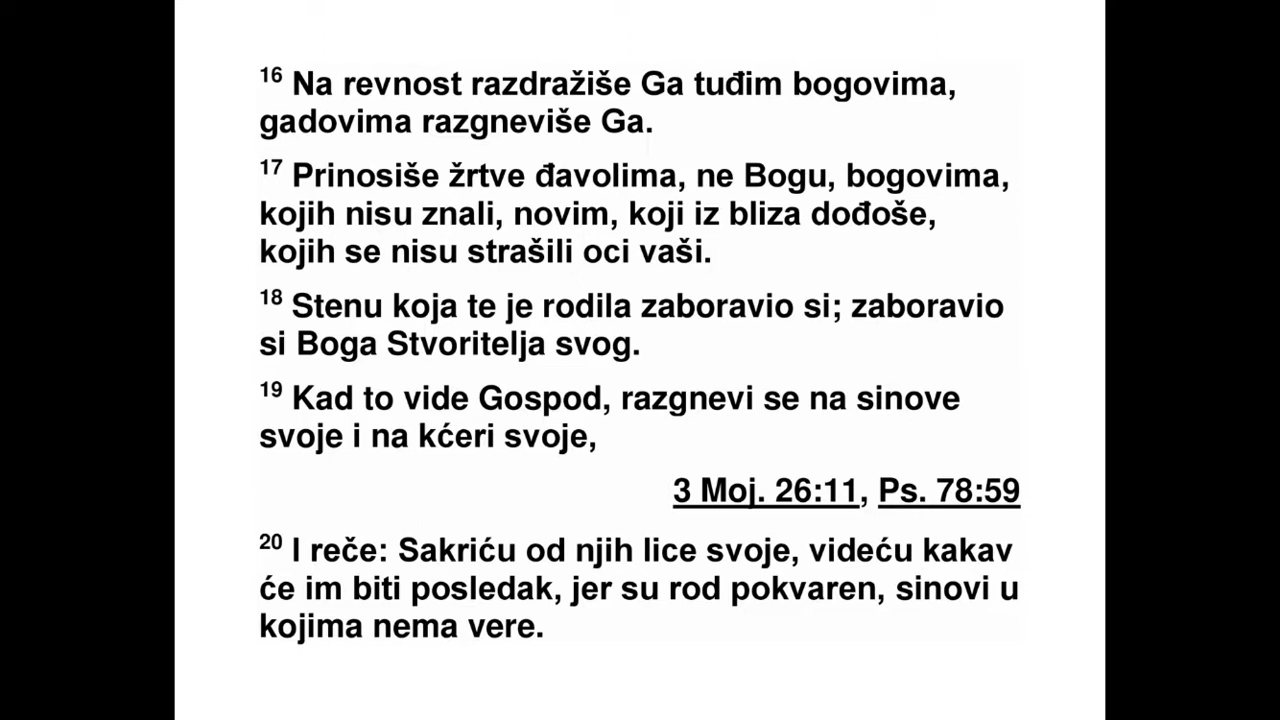 16 Na revnost razdražiše Ga tuđim bogovima,
gadovima razgneviše Ga.
17 Prinosiše žrtve đavolima, ne Bogu, bogovima,
kojih nisu znali, novim, koji iz bliza dođoše,
kojih se nisu strašili oci vaši.
18 Stenu koja te je rodila zaboravio si; zaboravio
si Boga Stvoritelja svog.
19 Kad to vide Gospod, razgnevi se na sinove
svoje i na kćeri svoje,
3 Moj. 26:11, Ps. 78:59
20 I reče: Sakriću od njih lice svoje, videću kakav
će im biti posledak, jer su rod pokvaren, sinovi u
kojima nema vere.